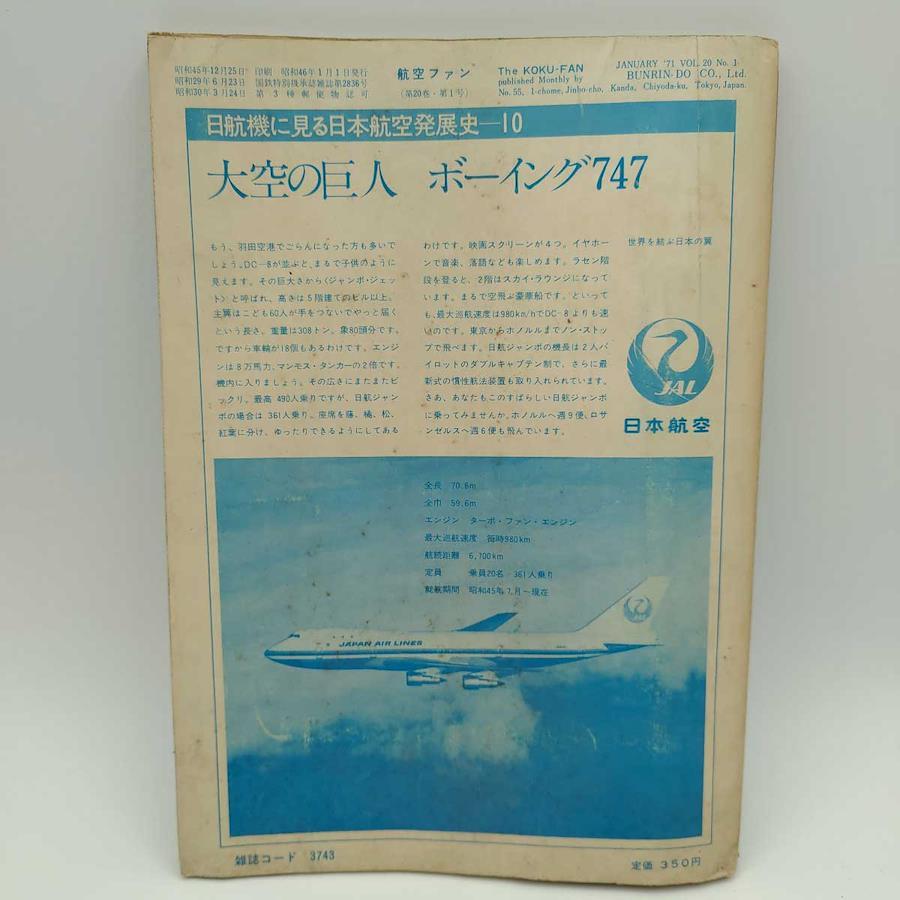 昭和45年12月25日 印刷 昭和46年1月1日発行
昭和29年6月23日 国鉄特別扱承認雑誌第2836号
昭和30年3月24日 第3種郵便物認可
航空ファン
(第20巻・第1号)
The KOKU-FAN
published Monthly by
JANUARY '71 VOL. 20 No. 1
BUNRIN-DO CO., Ltd.
No. 55, 1-chome, Jinbo-cho, Kanda, Chiyoda-ku, Tokyo, Japan.
日航機に見る日本航空発展史—10
大空の巨人 ボーイング747
もう、羽田空港でごらんになった方も多いで
しょう。DC-8が並ぶと、まるで子供のように
見えます。その巨大さから〈ジャンボ・ジェッ
ト〉と呼ばれ、高さは5階建てのビル以上。
主翼はこども60人が手をつないでやっと届く
という長さ、重量は308トン。象80頭分です。
ですから車輪が18個もあるわけです。エンジ
ンは8万馬力、マンモス・タンカーの2倍です。
機内に入りましょう。その広さにまたまたビ
ックリ。最高 490人乗りですが、日航ジャン
ボの場合は 361人乗り。座席を藤、橘、松、
紅葉に分け、ゆったりできるようにしてある
わけです。映画スクリーンが4つ。イヤホー
ンで音楽、落語なども楽しめます。ラセン階
段を登ると、2階はスカイ・ラウンジになって
います。まるで空飛ぶ豪華船です。といって
も、最大巡航速度は980km/hでDC-8よりも速
いのです。東京からホノルルまでノン・ストッ
プで飛べます。日航ジャンボの機長は2人パ
イロットのダブルキャプテン制で、さらに最
新式の慣性航法装置も取り入れられています。
さあ、あなたもこのすばらしい日航ジャンボ
に乗ってみませんか。ホノルルへ週9便、ロサ
ンゼルスへ週6便も飛んでいます。
世界を結ぶ日本の翼
JAL
日本航空
全長 70.6m
全巾 59.6m
エンジン ターボ・ファン・エンジン
最大巡航速度 毎時980km
航続距離 6,700km
定員 乗員20名 361人乗り
就航期間 昭和45年7月～現在
JAPAN AIR LINES
JAL
雑誌コード 3743
定価 350円